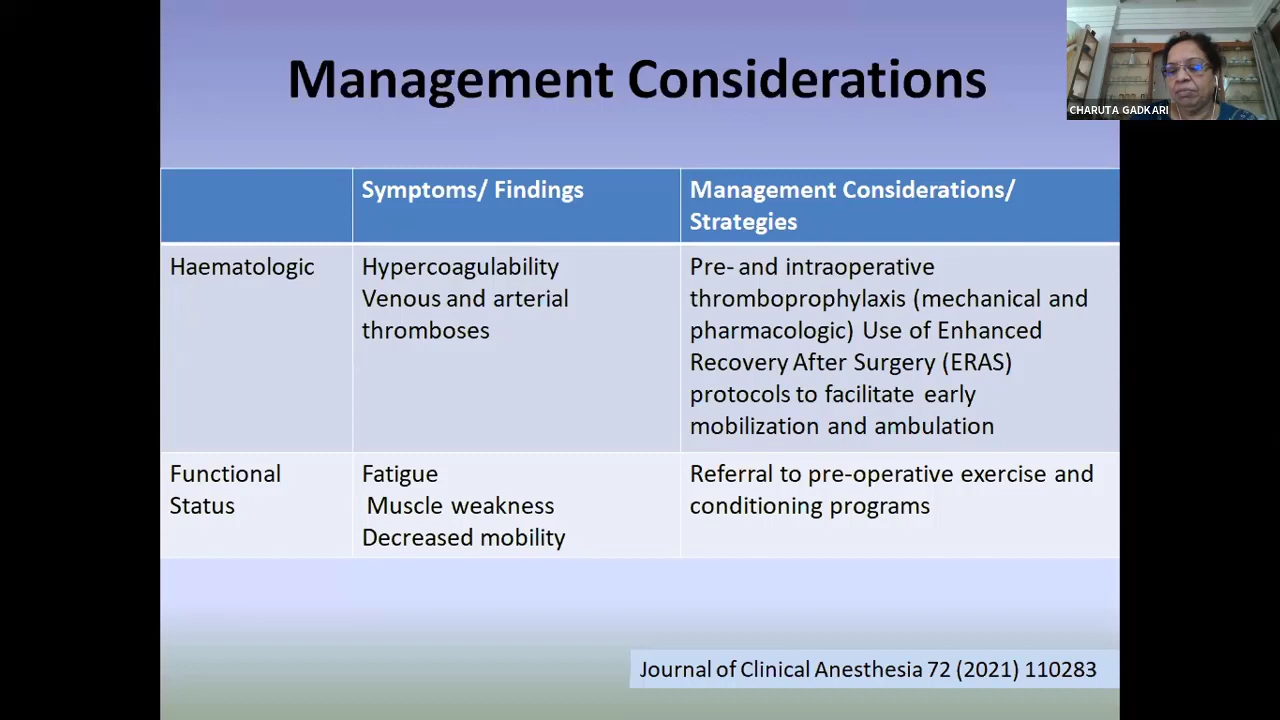 Management Considerations
CHARUTA GADKARI
Symptoms/ Findings
Management Considerations/
Strategies
Haematologic
Hypercoagulability
Venous and arterial
thromboses
Pre- and intraoperative
thromboprophylaxis (mechanical and
pharmacologic) Use of Enhanced
Recovery After Surgery (ERAS)
protocols to facilitate early
mobilization and ambulation
Functional
Status
Fatigue
Muscle weakness
Decreased mobility
Referral to pre-operative exercise and
conditioning programs
Journal of Clinical Anesthesia 72 (2021) 110283